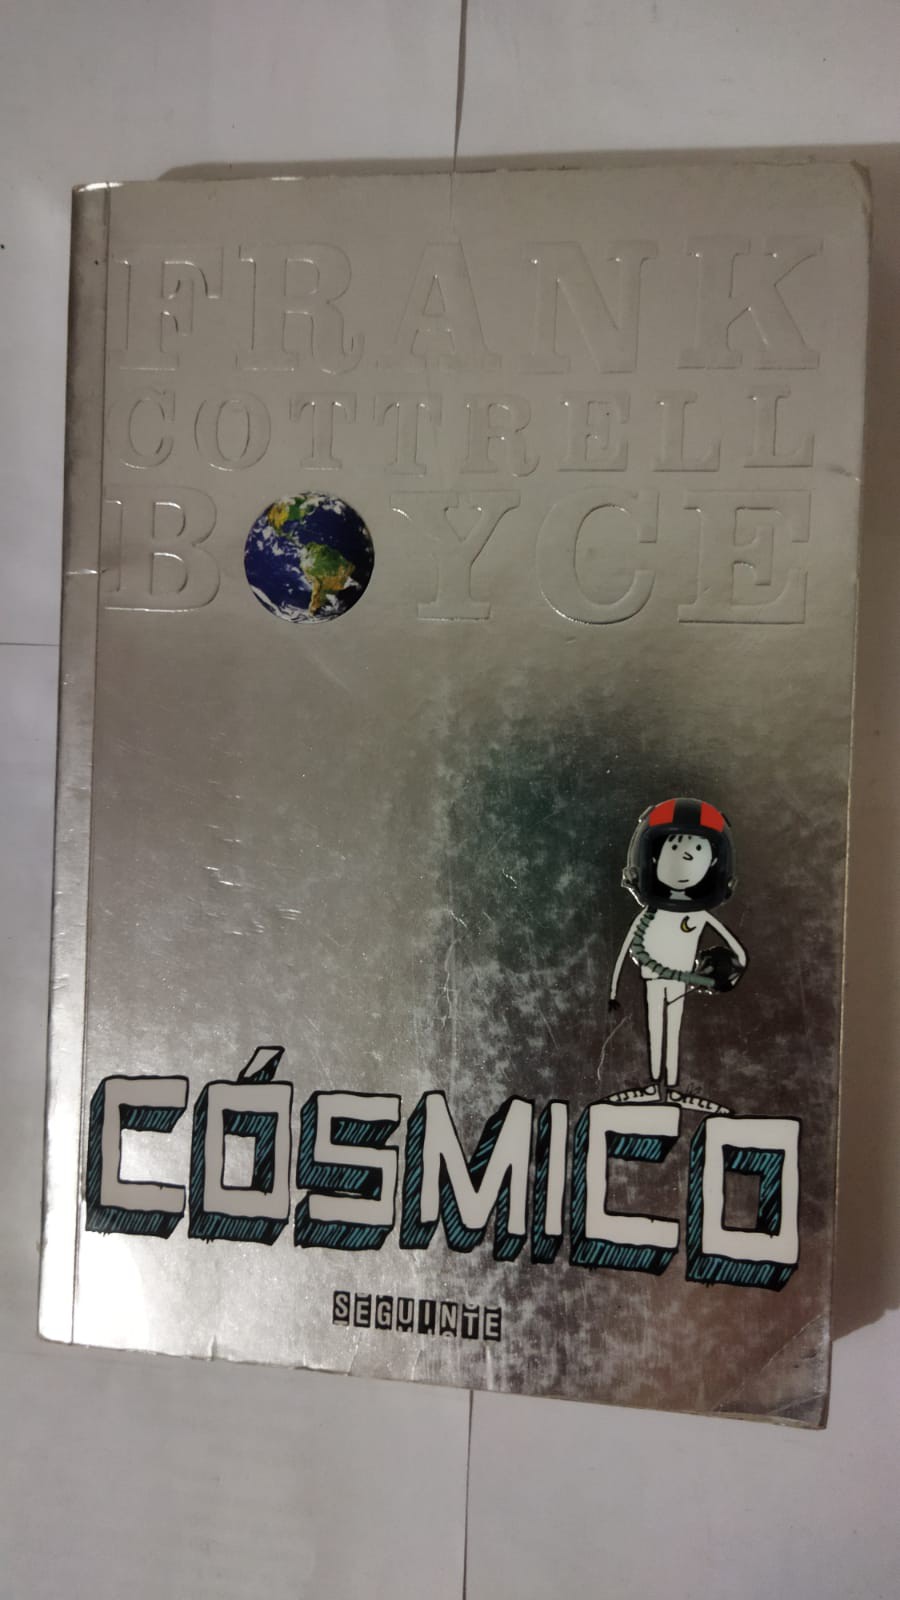 FRANK
COTTRELL
BOYCE
CÓSMICO
SEGUINTE